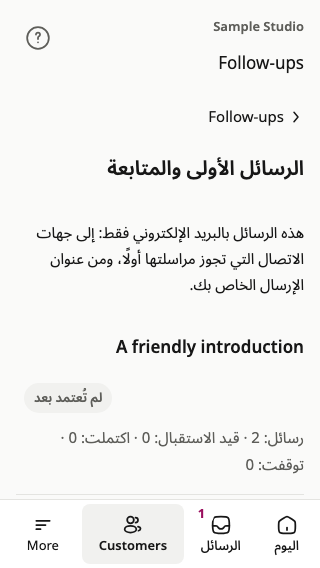 Sample Studio
Follow-ups
Follow-ups
الرسائل الأولى والمتابعة
هذه الرسائل بالبريد الإلكتروني فقط: إلى جهات
الاتصال التي تجوز مراسلتها أولًا، ومن عنوان
الإرسال الخاص بك.
A friendly introduction
لم تُعتمد بعد
رسائل: 2 · قيد الاستقبال: 0 · اكتملت: 0 ·
توقفت: 0
اليوم
1
الرسائل
Customers
More